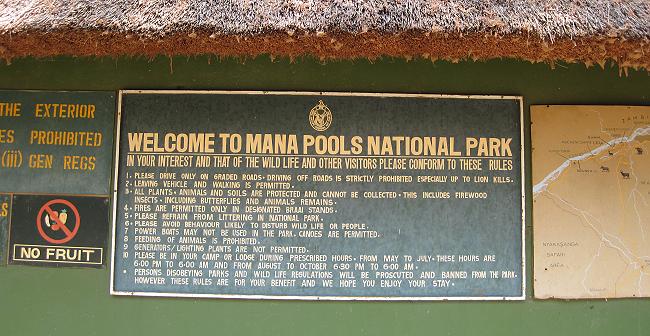 THE EXTERIOR
ES PROHIBITED
(iii) GEN REGS
NO FRUIT
WELCOME TO MANA POOLS NATIONAL PARK
IN YOUR INTEREST AND THAT OF THE WILD LIFE AND OTHER VISITORS PLEASE CONFORM TO THESE RULES
1 · PLEASE DRIVE ONLY ON GRADED ROADS · DRIVING OFF ROADS IS STRICTLY PROHIBITED ESPECIALLY UP TO LION KILLS.
2 · LEAVING VEHICLE AND WALKING IS PERMITTED.
3 · ALL PLANTS · ANIMALS AND SOILS ARE PROTECTED AND CANNOT BE COLLECTED · THIS INCLUDES FIREWOOD
INSECTS · INCLUDING BUTTERFLIES AND ANIMALS REMAINS.
4 · FIRES ARE PERMITTED ONLY IN DESIGNATED BRAAI STANDS.
5 · PLEASE REFRAIN FROM LITTERING IN NATIONAL PARK.
6 · PLEASE AVOID BEHAVIOUR LIKELY TO DISTURB WILD LIFE OR PEOPLE.
7 POWER BOATS MAY NOT BE USED IN THE PARK. CANOES ARE PERMITTED.
8 FEEDING OF ANIMALS IS PROHIBITED.
9 GENERATORS/LIGHTING PLANTS ARE NOT PERMITTED.
10 PLEASE BE IN YOUR CAMP OR LODGE DURING PRESCRIBED HOURS · FROM MAY TO JULY · THESE HOURS ARE
6·00 PM TO 6·00 AM AND FROM AUGUST TO OCTOBER 6·30 PM TO 6·00 AM.
· PERSONS DISOBEYING PARKS AND WILD LIFE REGULATIONS WILL BE PROSCUTED AND BANNED FROM THE PARK.
HOWEVER THESE RULES ARE FOR YOUR BENEFIT AND WE HOPE YOU ENJOY YOUR STAY.
NYAKASANGA
SAFARI
AREA